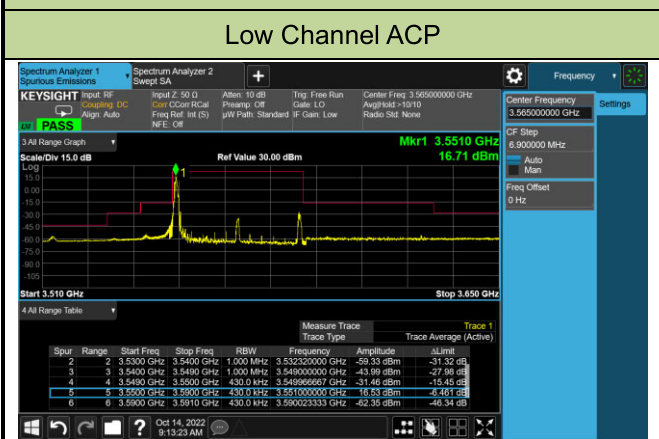 Low Channel ACP
Spectrum Analyzer 1
Spurious Emissions
Spectrum Analyzer 2
Swept SA
+
Frequency
KEYSIGHT
Input: RF
Coupling: DC
Align: Auto
Input Z: 50 Ω
Corr CCorr RCal
Freq Ref: Int (S)
NFE: Off
Atten: 10 dB
Preamp: Off
µW Path: Standard
Trig: Free Run
Gate: LO
IF Gain: Low
Center Freq: 3.565000000 GHz
Avg|Hold:>10/10
Radio Std: None
PASS
Center Frequency
3.565000000 GHz
Settings
CF Step
6.900000 MHz
Auto
Man
Freq Offset
0 Hz
3 All Range Graph
Mkr1 3.5510 GHz
Scale/Div 15.0 dB
Ref Value 30.00 dBm
16.71 dBm
Log
15.0
0.00
-15.0
-30.0
-45.0
-60.0
-75.0
-90.0
-105
1
Start 3.510 GHz
Stop 3.650 GHz
4 All Range Table
Measure Trace Trace 1
Trace Type Trace Average (Active)
Spur Range Start Freq Stop Freq RBW Frequency Amplitude ΔLimit
2 2 3.5300 GHz 3.5400 GHz 1.000 MHz 3.532320000 GHz -59.33 dBm -31.32 dB
3 3 3.5400 GHz 3.5490 GHz 1.000 MHz 3.549000000 GHz -43.99 dBm -27.98 dB
4 4 3.5490 GHz 3.5500 GHz 430.0 kHz 3.549966667 GHz -31.46 dBm -15.45 dB
5 5 3.5500 GHz 3.5900 GHz 430.0 kHz 3.551000000 GHz 16.53 dBm -6.461 dB
6 6 3.5900 GHz 3.5910 GHz 430.0 kHz 3.590023333 GHz -62.35 dBm -46.34 dB
?
Oct 14, 2022
9:13:23 AM